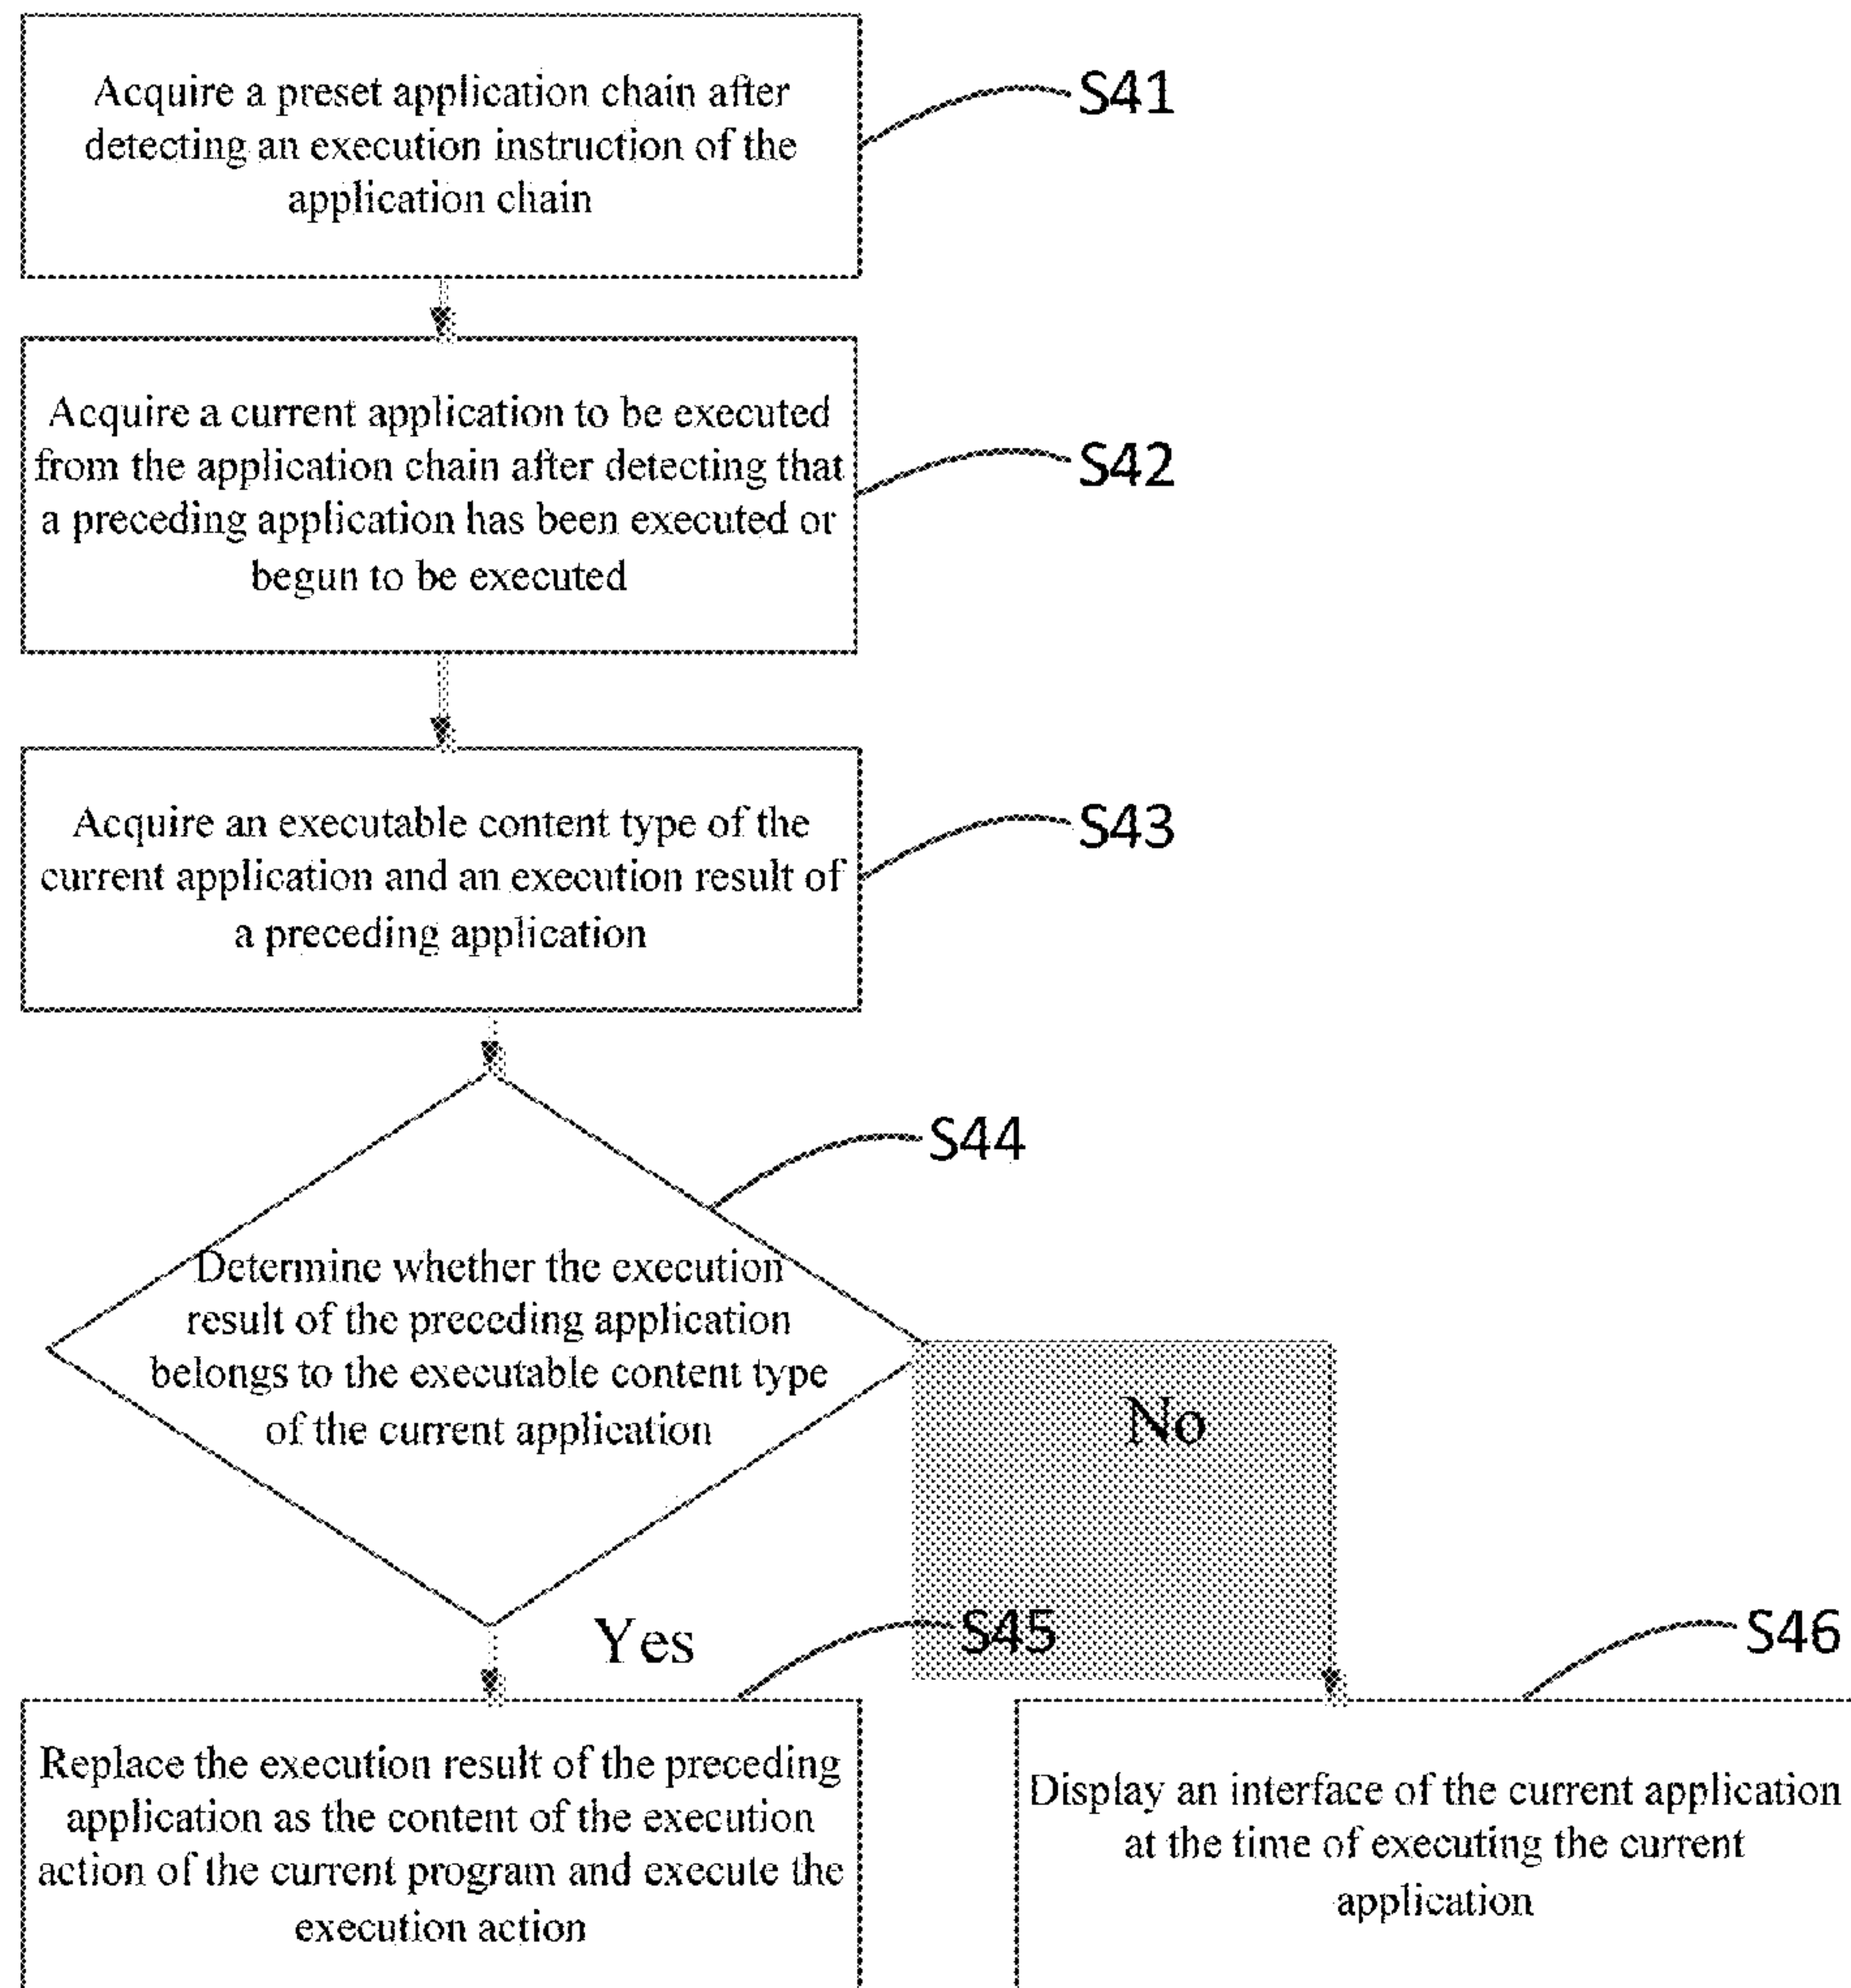 Acquire a preset application chain after
detecting an execution instruction of the
application chain
S41
Acquire a current application to be executed
from the application chain after detecting that
a preceding application has been executed or
begun to be executed
S42
Acquire an executable content type of the
current application and an execution result of
a preceding application
S43
S44
Determine whether the execution
result of the preceding application
belongs to the executable content type
of the current application
No
Yes
S45
S46
Replace the execution result of the preceding
application as the content of the execution
action of the current program and execute the
execution action
Display an interface of the current application
at the time of executing the current
application